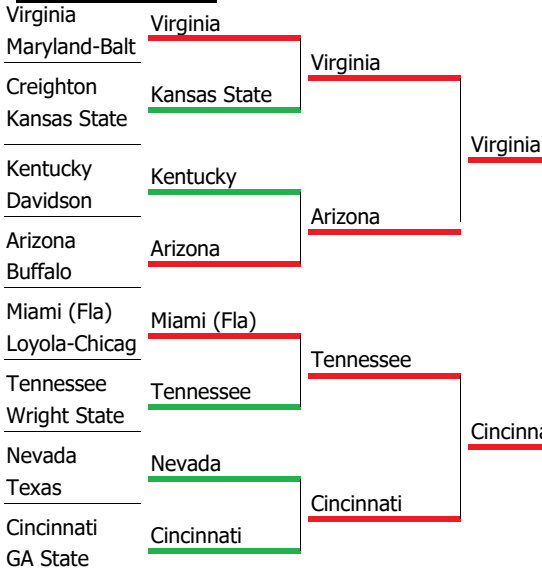 Virginia
Maryland-Balt
Creighton
Kansas State
Kentucky
Davidson
Arizona
Buffalo
Miami (Fla)
Loyola-Chicag
Tennessee
Wright State
Nevada
Texas
Cincinnati
GA State
Virginia
Kansas State
Kentucky
Arizona
Miami (Fla)
Tennessee
Nevada
Cincinnati
Virginia
Arizona
Tennessee
Cincinnati
Virginia
Cincinna